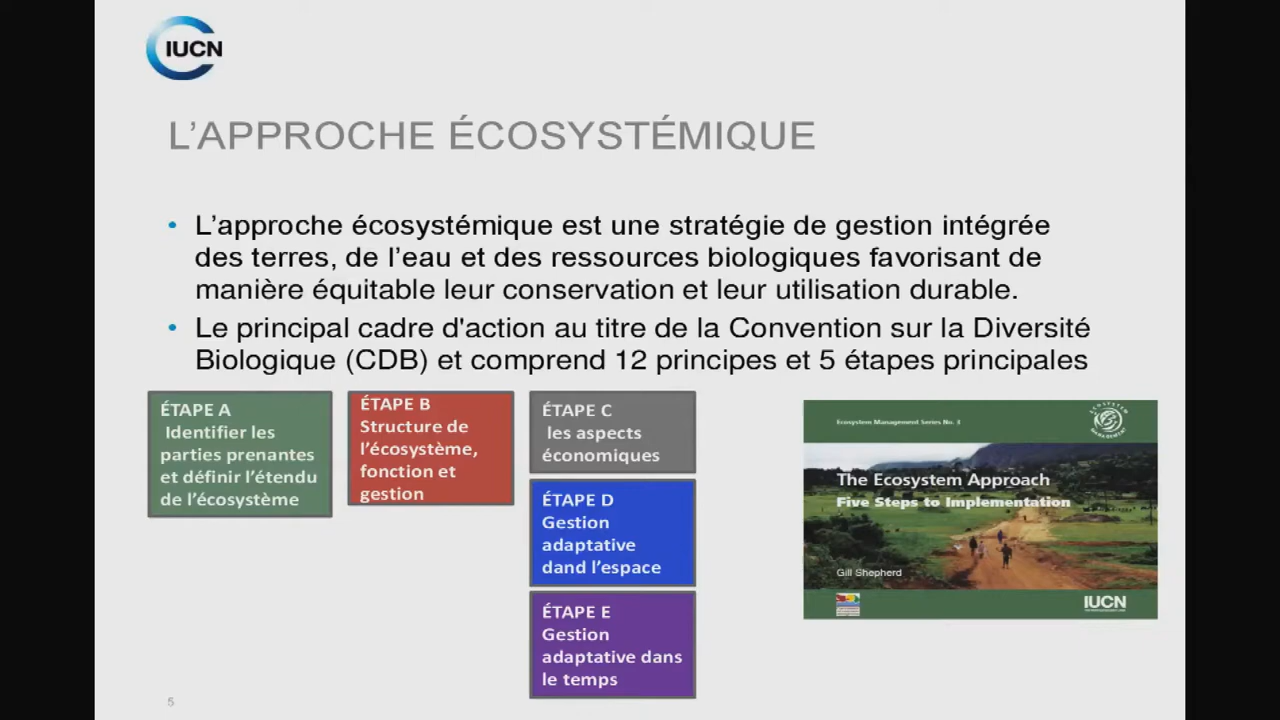 IUCN
L'APPROCHE ÉCOSYSTÉMIQUE
• L'approche écosystémique est une stratégie de gestion intégrée
des terres, de l'eau et des ressources biologiques favorisant de
manière équitable leur conservation et leur utilisation durable.
• Le principal cadre d'action au titre de la Convention sur la Diversité
Biologique (CDB) et comprend 12 principes et 5 étapes principales
ÉTAPE A
Identifier les
parties prenantes
et définir l'étendu
de l'écosystème
ÉTAPE B
Structure de
l'écosystème,
fonction et
gestion
ÉTAPE C
les aspects
économiques
ÉTAPE D
Gestion
adaptative
dand l'espace
ÉTAPE E
Gestion
adaptative dans
le temps
Ecosystem Management Series No. 3
ECOSYSTEM
MANAGEMENT
The Ecosystem Approach
Five Steps to Implementation
Gill Shepherd
IUCN
5